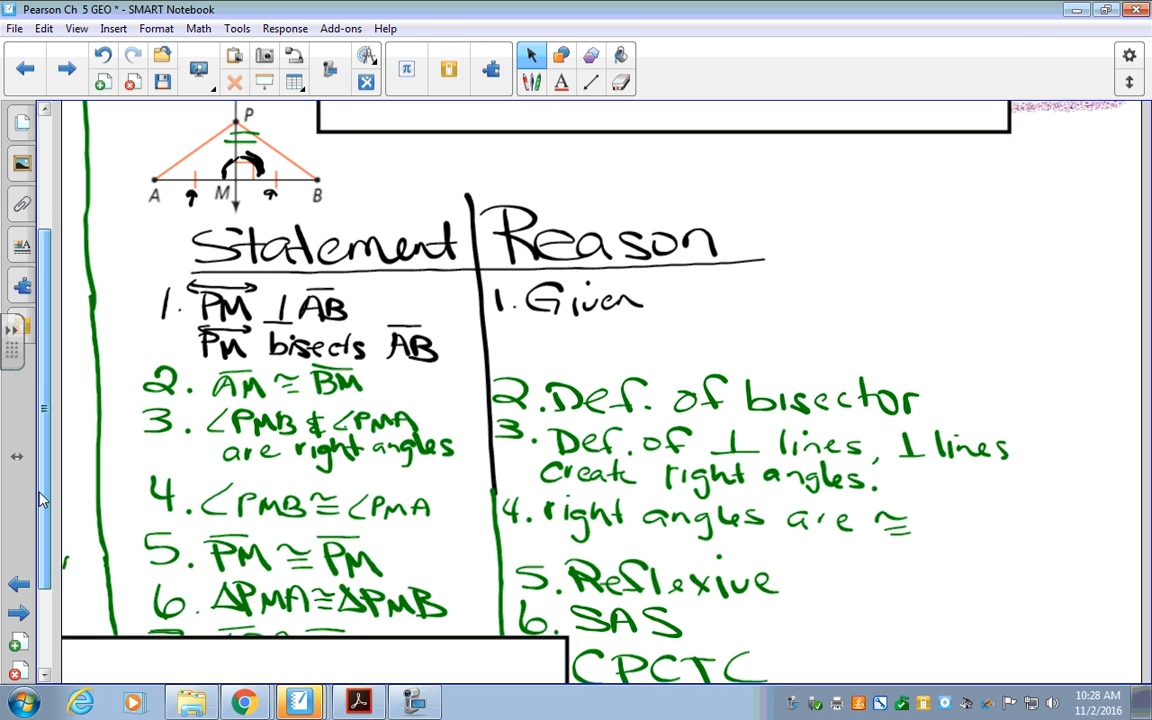 Pearson Ch 5 GEO * - SMART Notebook
File Edit View Insert Format Math Tools Response Add-ons Help
P
A M B
Statement Reason
1. PM ⊥ AB 1. Given
PM bisects AB
2. AM ≅ BM 2. Def. of bisector
3. ∠PMB & ∠PMA 3. Def. of ⊥ lines, ⊥ lines
are right angles create right angles.
4. ∠PMB ≅ ∠PMA 4. right angles are ≅
5. PM ≅ PM 5. Reflexive
6. ΔPMA ≅ ΔPMB 6. SAS
CPCTC
10:28 AM
11/2/2016